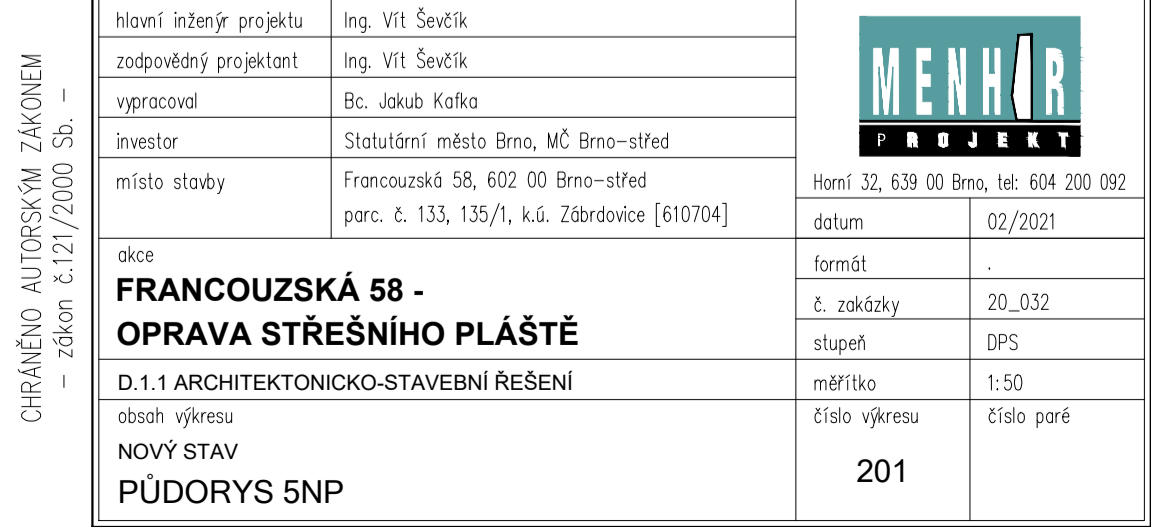 CHRÁNĚNO AUTORSKÝM ZÁKONEM
– zákon č.121/2000 Sb. –
hlavní inženýr projektu Ing. Vít Ševčík
zodpovědný projektant Ing. Vít Ševčík
vypracoval Bc. Jakub Kafka
investor Statutární město Brno, MČ Brno–střed
místo stavby Francouzská 58, 602 00 Brno–střed
parc. č. 133, 135/1, k.ú. Zábrdovice [610704]
MENHIR
PROJEKT
Horní 32, 639 00 Brno, tel: 604 200 092
datum 02/2021
formát .
č. zakázky 20_032
stupeň DPS
měřítko 1:50
číslo výkresu číslo paré
201
akce
FRANCOUZSKÁ 58 -
OPRAVA STŘEŠNÍHO PLÁŠTĚ
D.1.1 ARCHITEKTONICKO-STAVEBNÍ ŘEŠENÍ
obsah výkresu
NOVÝ STAV
PŮDORYS 5NP